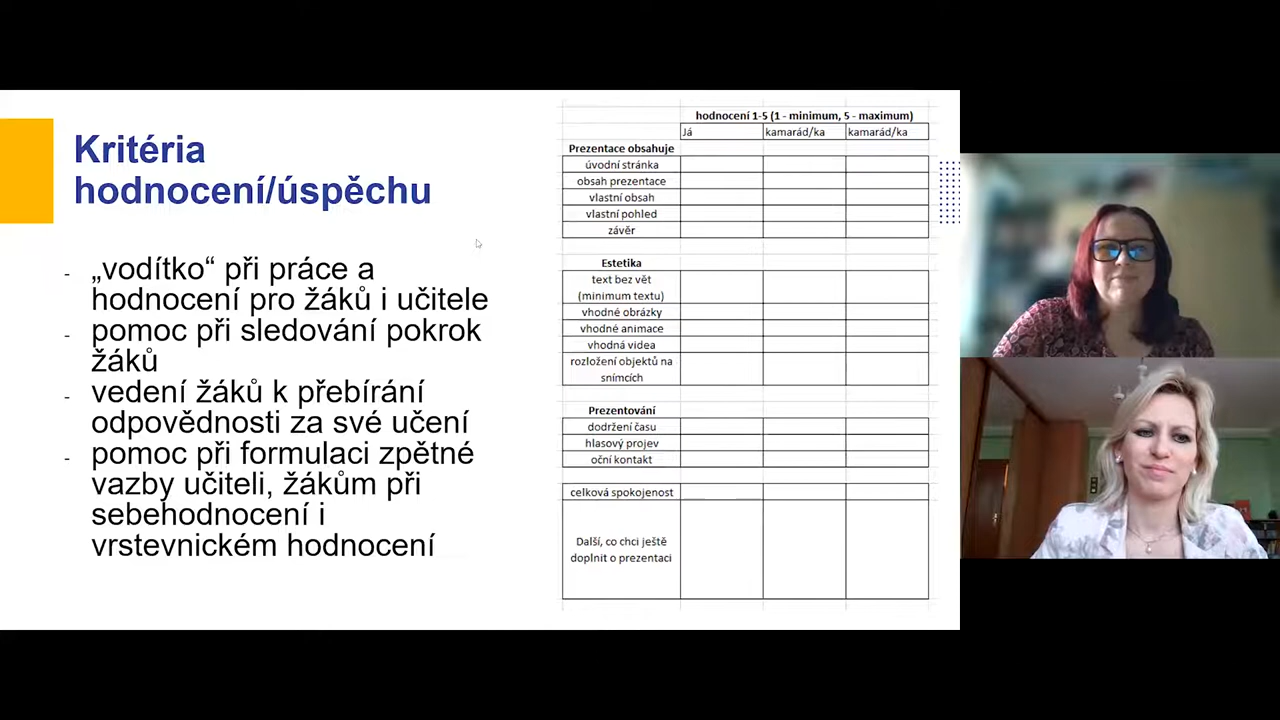 Kritéria
hodnocení/úspěchu
- „vodítko“ při práce a
hodnocení pro žáků i učitele
- pomoc při sledování pokrok
žáků
- vedení žáků k přebírání
odpovědnosti za své učení
- pomoc při formulaci zpětné
vazby učiteli, žákům při
sebehodnocení i
vrstevnickém hodnocení
hodnocení 1-5 (1 - minimum, 5 - maximum)
Já kamarád/ka kamarád/ka
Prezentace obsahuje
úvodní stránka
obsah prezentace
vlastní obsah
vlastní pohled
závěr
Estetika
text bez vět
(minimum textu)
vhodné obrázky
vhodné animace
vhodná videa
rozložení objektů na
snímcích
Prezentování
dodržení času
hlasový projev
oční kontakt
celková spokojenost
Další, co chci ještě
doplnit o prezentaci